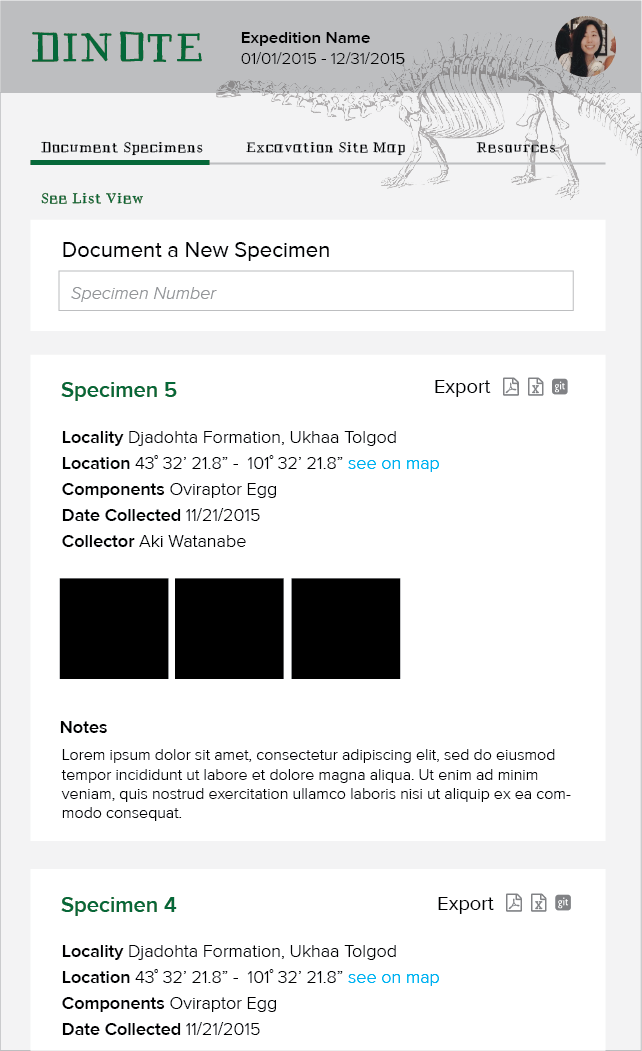 DINOTE
Expedition Name
01/01/2015 - 12/31/2015
Document Specimens
Excavation Site Map
Resources
See List View
Document a New Specimen
Specimen Number
Specimen 5
Export
git
Locality Djadohta Formation, Ukhaa Tolgod
Location 43˚ 32’ 21.8” - 101˚ 32’ 21.8” see on map
Components Oviraptor Egg
Date Collected 11/21/2015
Collector Aki Watanabe
Notes
Lorem ipsum dolor sit amet, consectetur adipiscing elit, sed do eiusmod
tempor incididunt ut labore et dolore magna aliqua. Ut enim ad minim
veniam, quis nostrud exercitation ullamco laboris nisi ut aliquip ex ea com-
modo consequat.
Specimen 4
Export
git
Locality Djadohta Formation, Ukhaa Tolgod
Location 43˚ 32’ 21.8” - 101˚ 32’ 21.8” see on map
Components Oviraptor Egg
Date Collected 11/21/2015